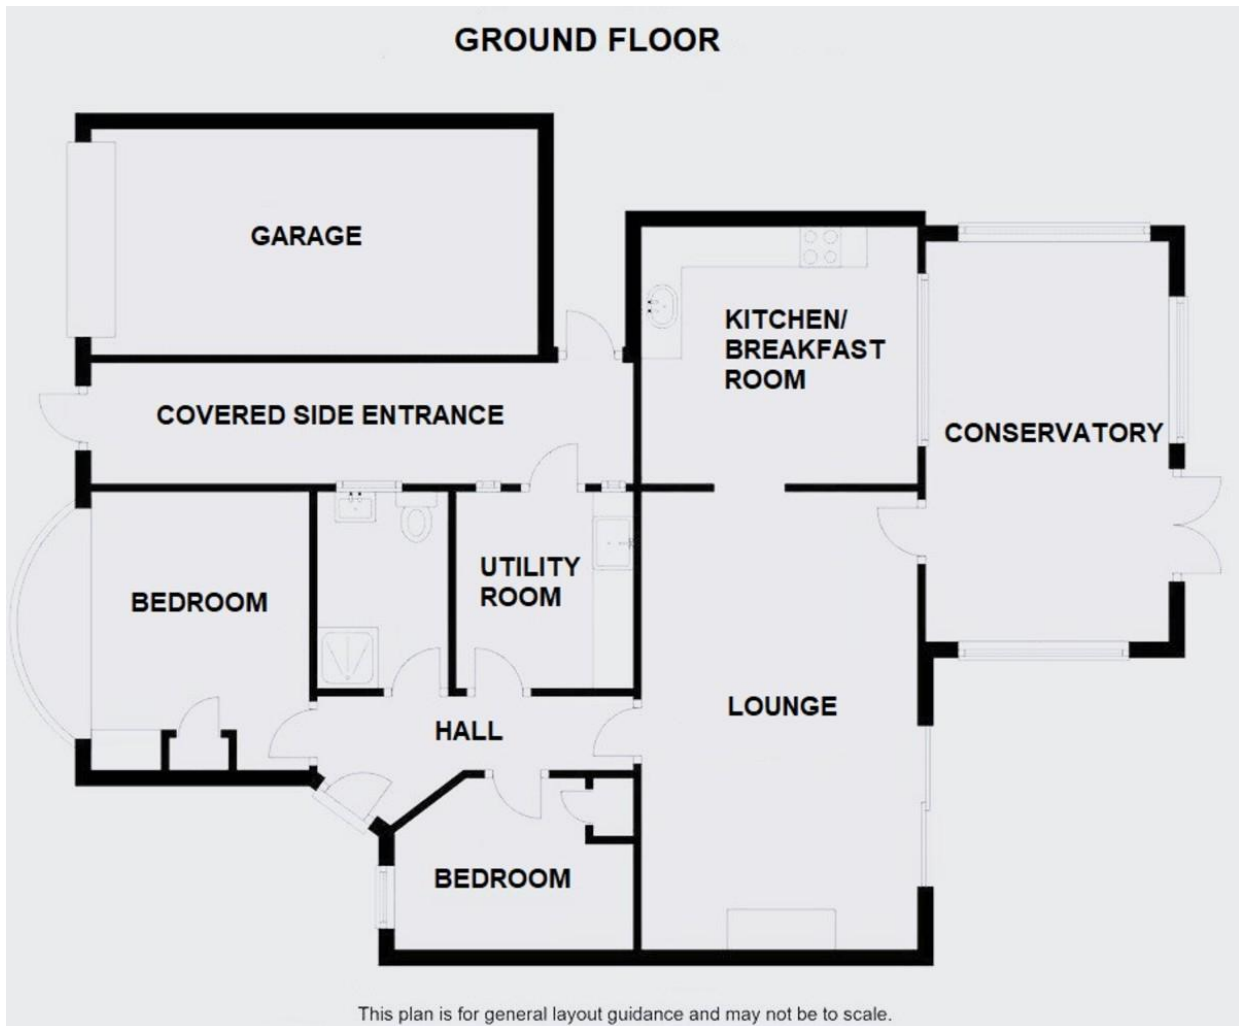 GROUND FLOOR
GARAGE
KITCHEN/
BREAKFAST
ROOM
COVERED SIDE ENTRANCE
CONSERVATORY
BEDROOM
UTILITY
ROOM
LOUNGE
HALL
BEDROOM
This plan is for general layout guidance and may not be to scale.